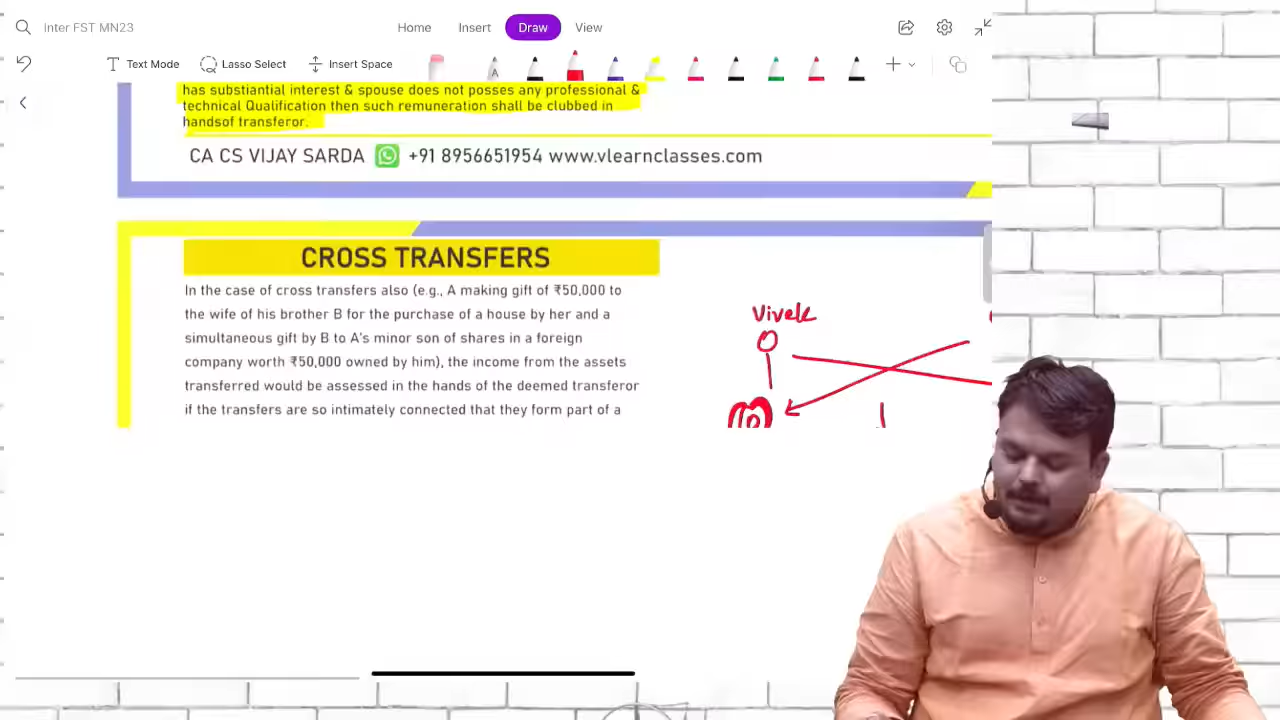 Inter FST MN23
Home Insert Draw View
Text Mode Lasso Select Insert Space
has substiantial interest & spouse does not posses any professional &
technical Qualification then such remuneration shall be clubbed in
handsof transferor.
CA CS VIJAY SARDA +91 8956651954 www.vlearnclasses.com
CROSS TRANSFERS
In the case of cross transfers also (e.g., A making gift of ₹50,000 to
the wife of his brother B for the purchase of a house by her and a
simultaneous gift by B to A's minor son of shares in a foreign
company worth ₹50,000 owned by him), the income from the assets
transferred would be assessed in the hands of the deemed transferor
if the transfers are so intimately connected that they form part of a
Vivek